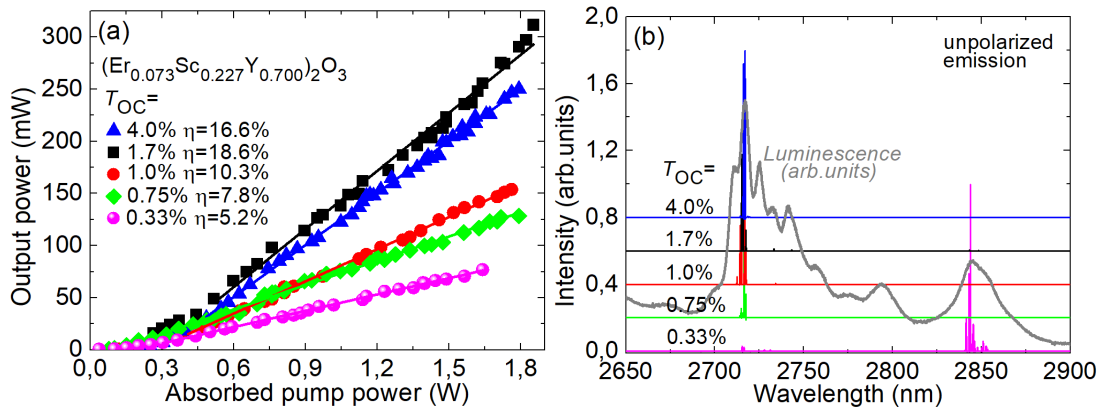 (a)
(Er0.073Sc0.227Y0.700)2O3
TOC=
4.0% η=16.6%
1.7% η=18.6%
1.0% η=10.3%
0.75% η=7.8%
0.33% η=5.2%
Output power (mW)
300
250
200
150
100
50
0
0,0 0,3 0,6 0,9 1,2 1,5 1,8
Absorbed pump power (W)
(b)
unpolarized
emission
Luminescence
(arb.units)
TOC=
4.0%
1.7%
1.0%
0.75%
0.33%
Intensity (arb.units)
2,0
1,6
1,2
0,8
0,4
0,0
2650 2700 2750 2800 2850 2900
Wavelength (nm)